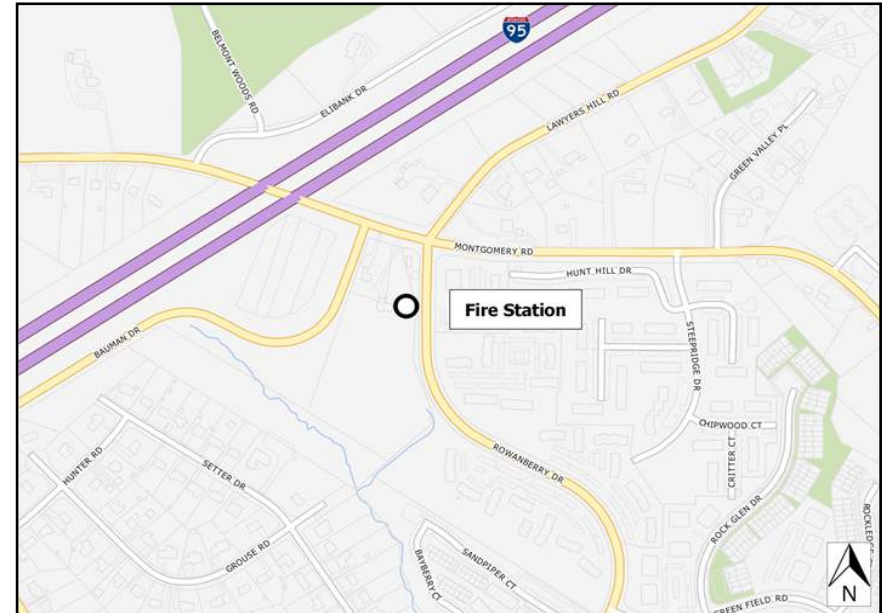 INTERSTATE
95
BELMONT WOODS RD
ELIBANK DR
LAWYERS HILL RD
GREEN VALLEY PL
MONTGOMERY RD
HUNT HILL DR
Fire Station
STEEPRIDGE DR
BAUMAN DR
CHIPWOOD CT
CRITTER CT
ROWANBERRY DR
HUNTER RD
SETTER DR
ROCK GLEN DR
GROUSE RD
SANDPIPER CT
BAYBERRY CT
N
GREEN FIELD RD